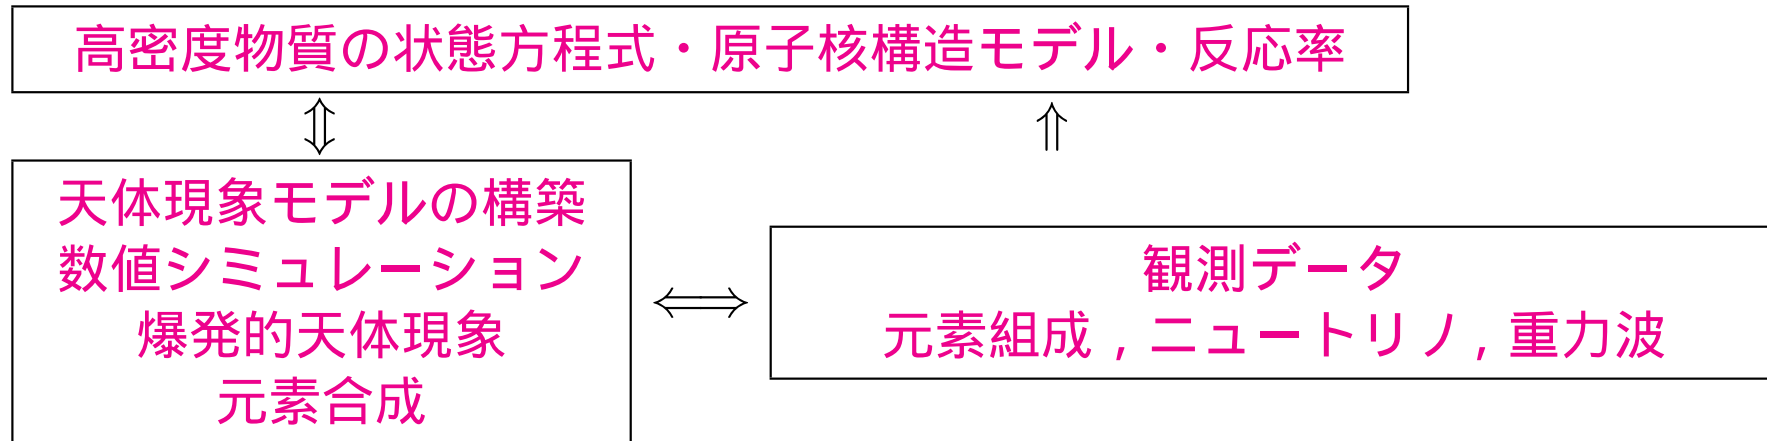 高密度物質の状態方程式・原子核構造モデル・反応率
天体現象モデルの構築
数値シミュレーション
爆発的天体現象
元素合成
観測データ
元素組成 , ニュートリノ, 重力波